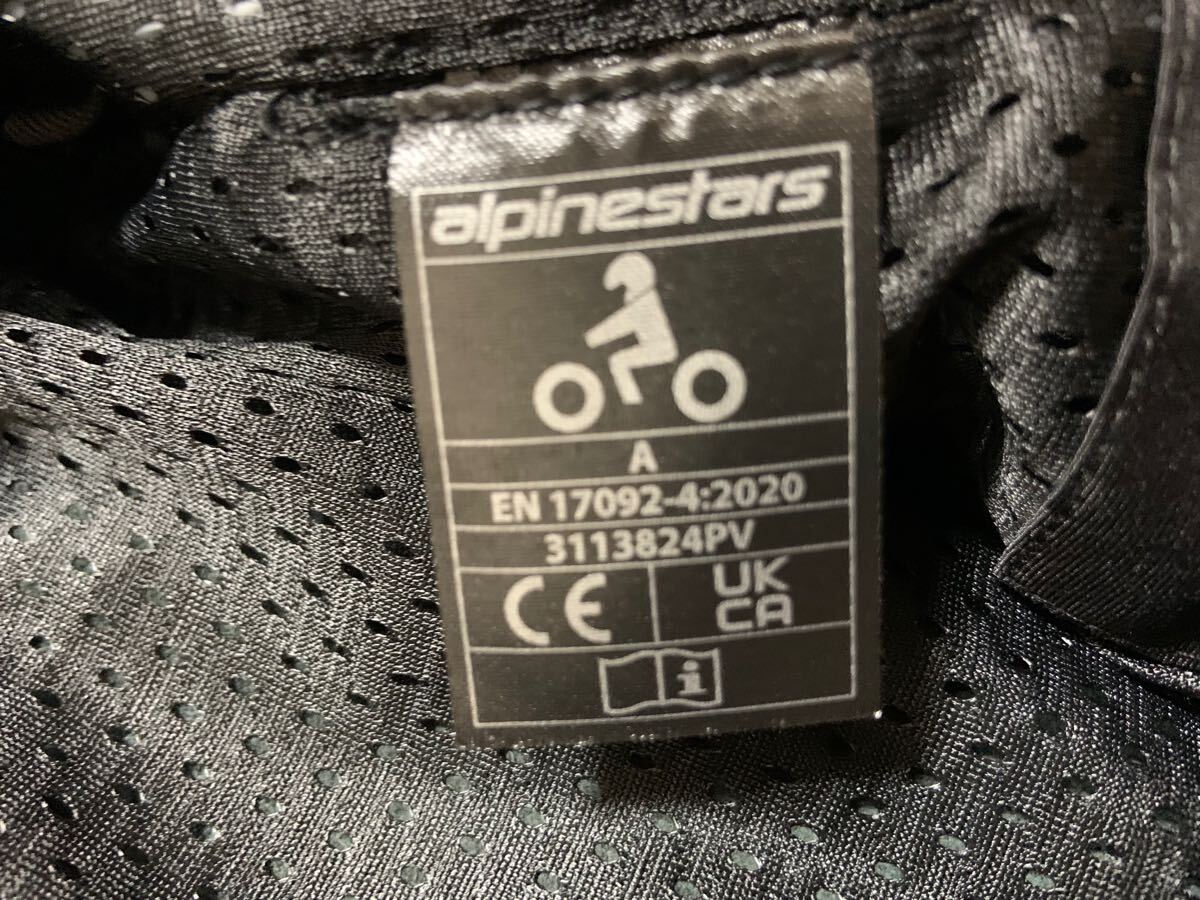 alpinestars
A
EN 17092-4:2020
3113824PV
CE
UK
CA
i